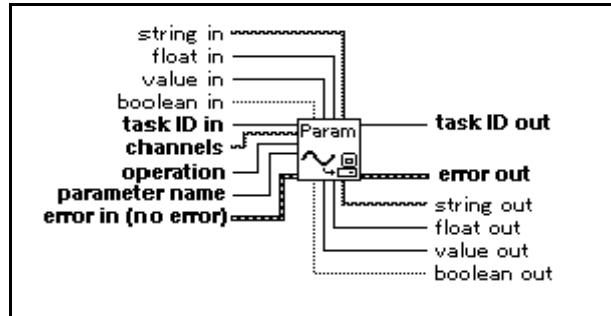 string in
float in
value in
boolean in
task ID in
channels
operation
parameter name
error in (no error)
Param
task ID out
error out
string out
float out
value out
boolean out